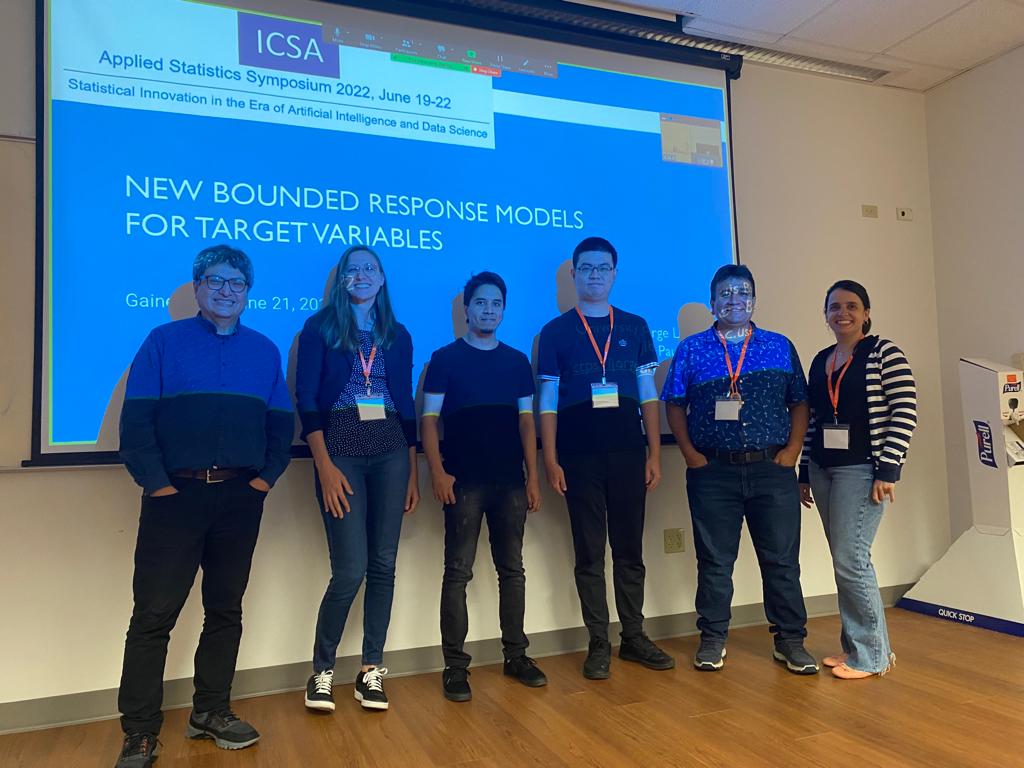 ICSA
Applied Statistics Symposium 2022, June 19-22
Statistical Innovation in the Era of Artificial Intelligence and Data Science
NEW BOUNDED RESPONSE MODELS
FOR TARGET VARIABLES
Purell
Purell
QUICK STOP